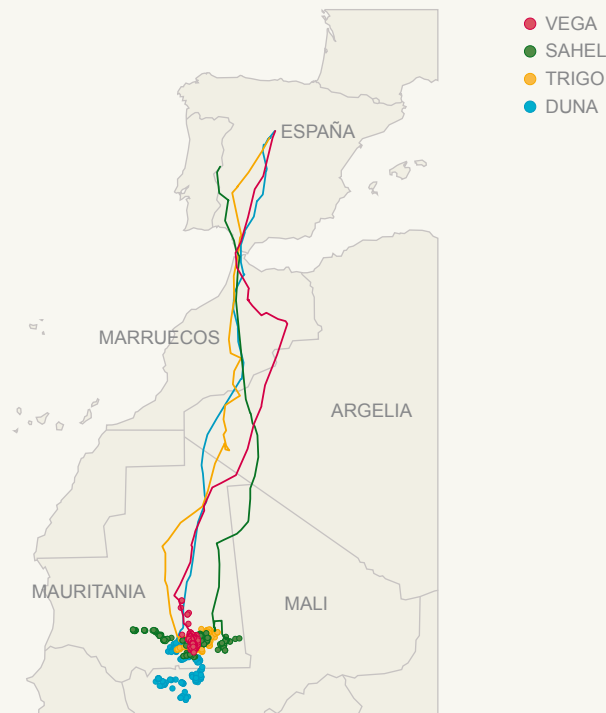 VEGA
SAHEL
TRIGO
DUNA
ESPAÑA
MARRUECOS
ARGELIA
MAURITANIA
MALI